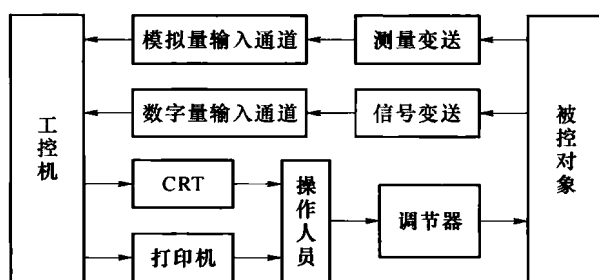 工控机
模拟量输入通道
测量变送
数字量输入通道
信号变送
被控对象
CRT
打印机
操作人员
调节器